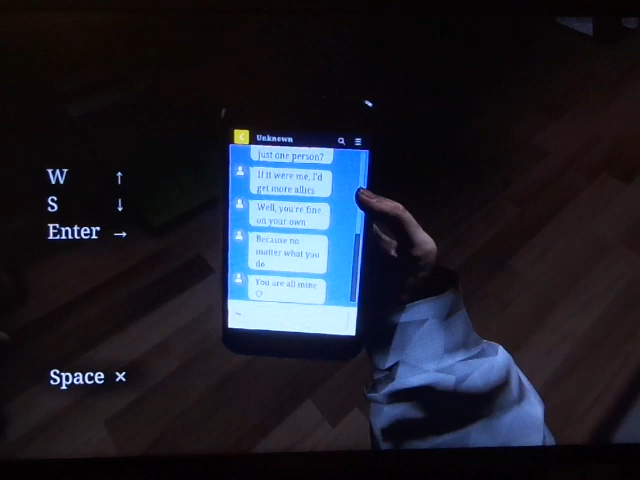 Unknown
just one person?
If it were me, I'd
get more allies
Well, you're fine
on your own
Because no
matter what you
do
You are all mine
♡
W ↑
S ↓
Enter →
Space ×